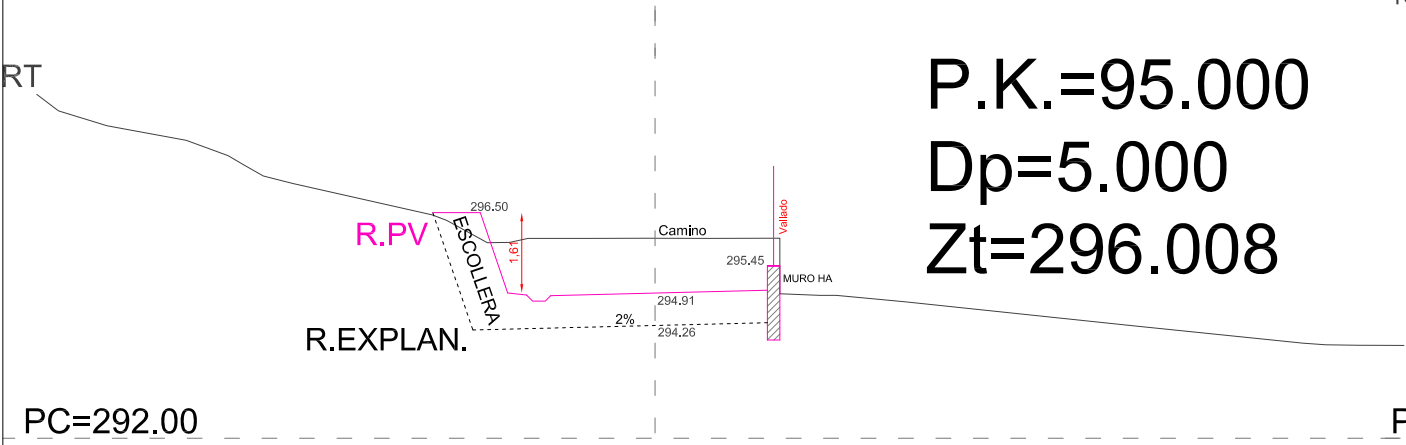 RT
P.K.=95.000
Dp=5.000
Zt=296.008
296.50
R.PV
ESCOLLERA
1,61
Camino
Vallado
295.45
MURO HA
294.91
2%
294.26
R.EXPLAN.
PC=292.00
P